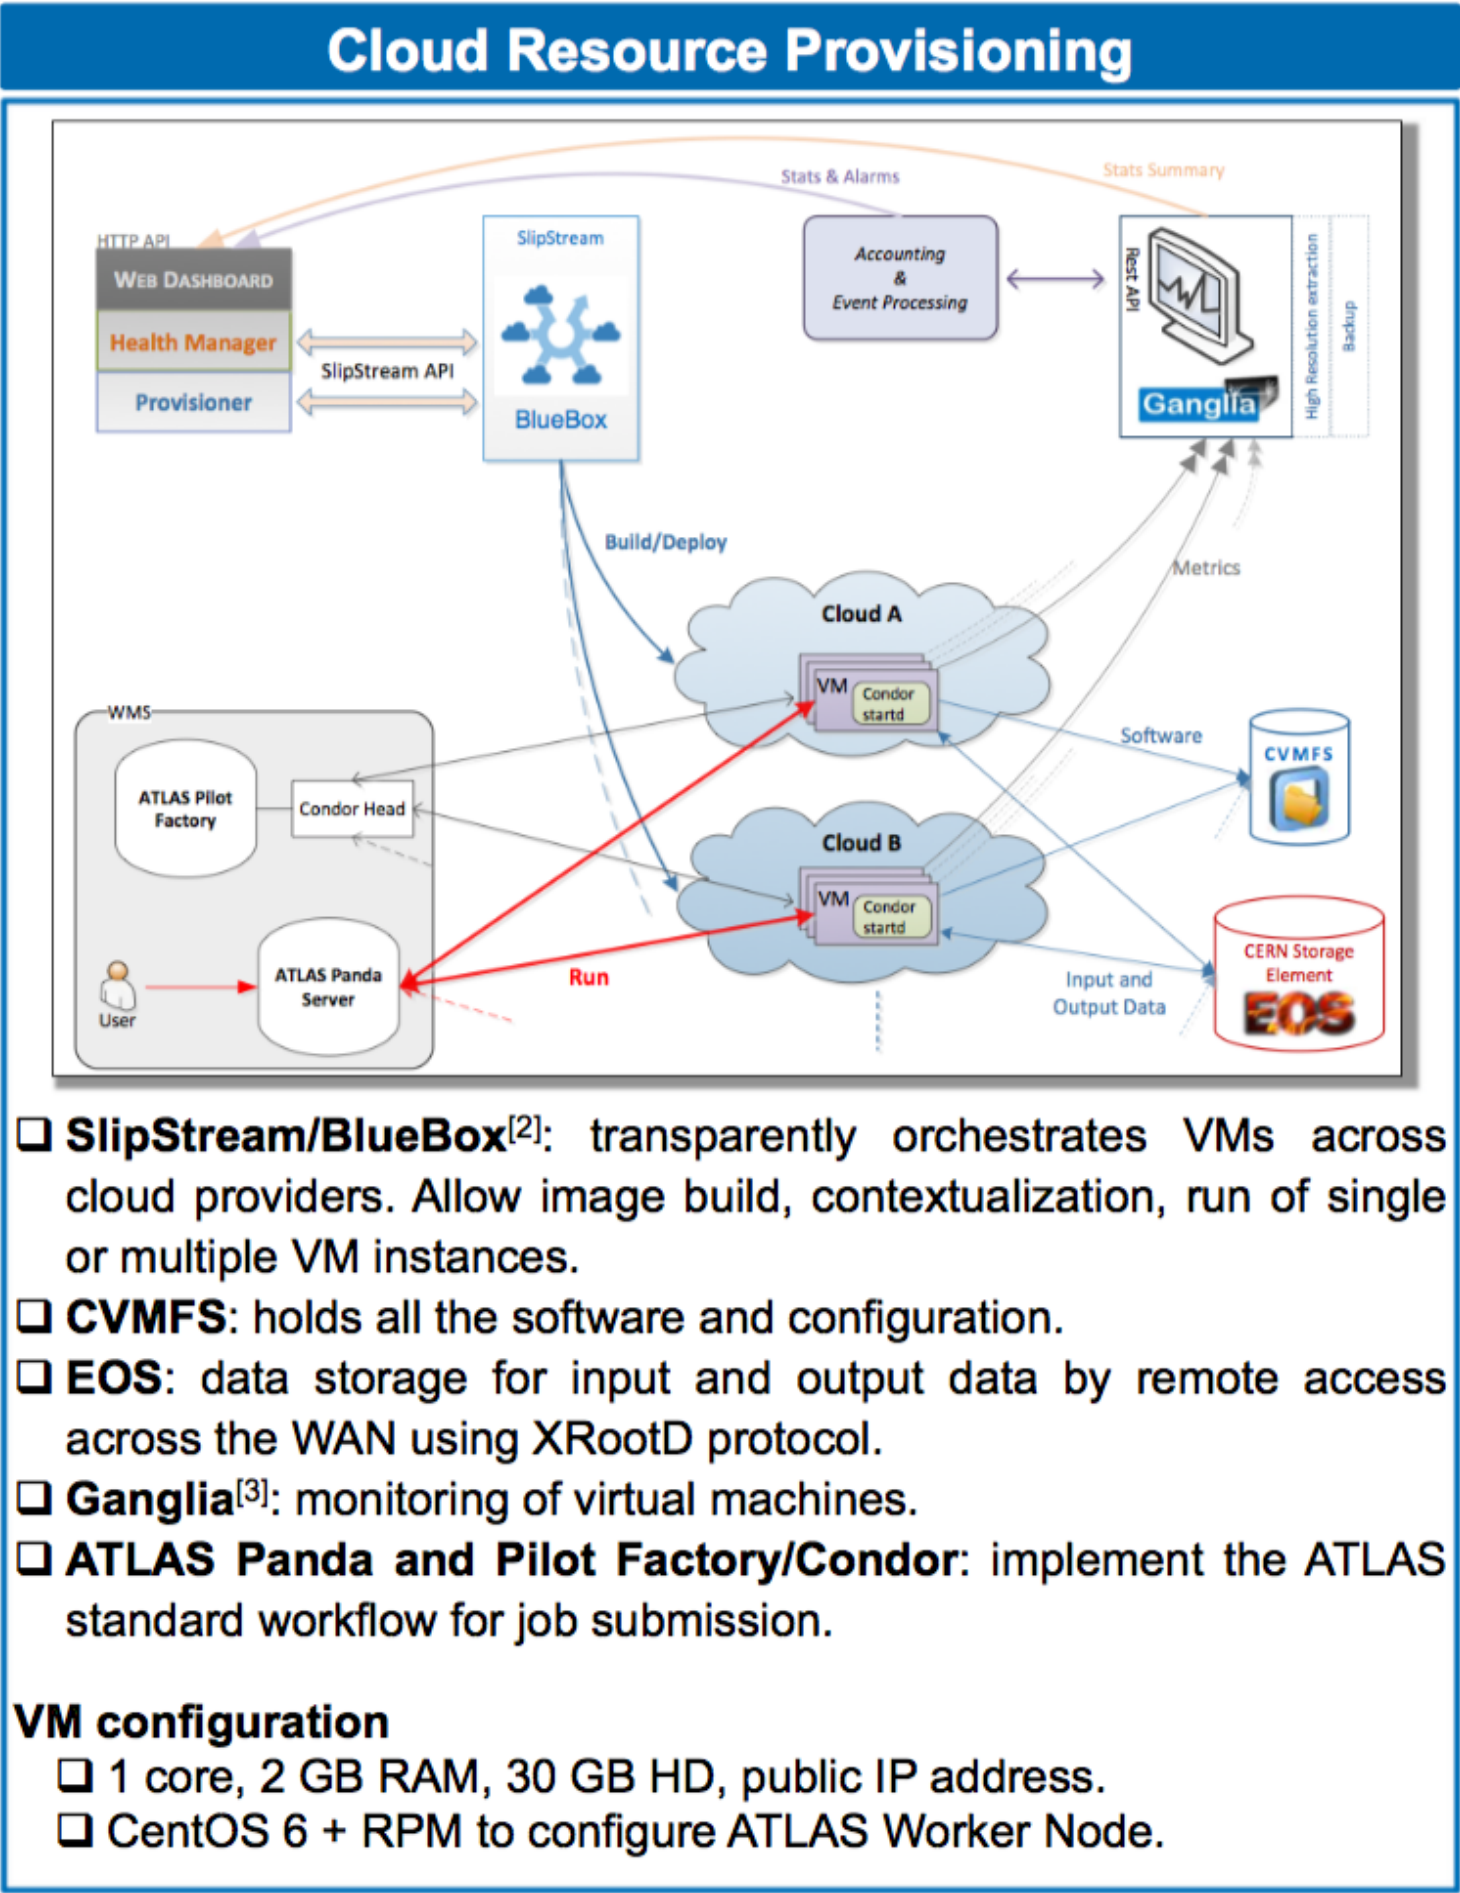 Cloud Resource Provisioning
Stats Summary
Stats & Alarms
HTTP API
WEB DASHBOARD
Health Manager
Provisioner
SlipStream API
SlipStream
BlueBox
Accounting
&
Event Processing
Rest API
Ganglia
High Resolution extraction
Backup
Build/Deploy
Metrics
Cloud A
VM
Condor
startd
WMS
ATLAS Pilot
Factory
Condor Head
Software
CVMFS
Cloud B
VM
Condor
startd
ATLAS Panda
Server
User
Run
Input and
Output Data
CERN Storage
Element
EOS
❑ SlipStream/BlueBox[2]: transparently orchestrates VMs across
cloud providers. Allow image build, contextualization, run of single
or multiple VM instances.
❑ CVMFS: holds all the software and configuration.
❑ EOS: data storage for input and output data by remote access
across the WAN using XRootD protocol.
❑ Ganglia[3]: monitoring of virtual machines.
❑ ATLAS Panda and Pilot Factory/Condor: implement the ATLAS
standard workflow for job submission.
VM configuration
❑ 1 core, 2 GB RAM, 30 GB HD, public IP address.
❑ CentOS 6 + RPM to configure ATLAS Worker Node.